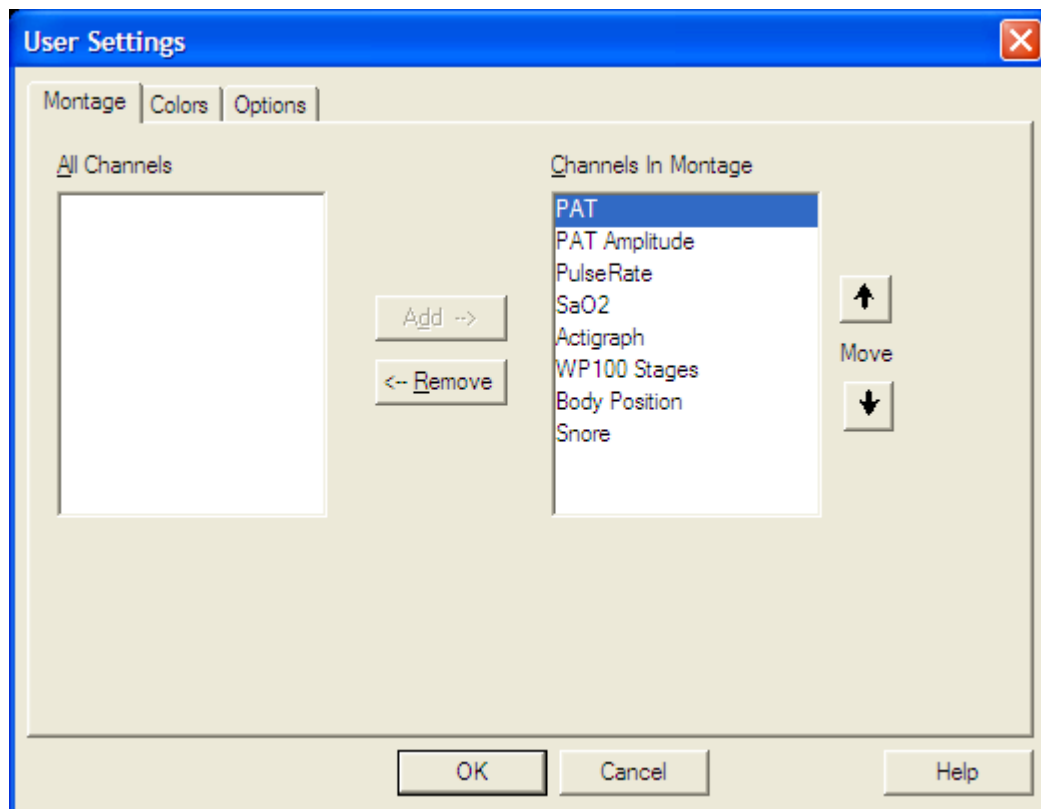 User Settings
Montage Colors Options
All Channels
Channels In Montage
PAT
PAT Amplitude
PulseRate
SaO2
Actigraph
WP100 Stages
Body Position
Snore
Add -->
<-- Remove
Move
OK Cancel Help